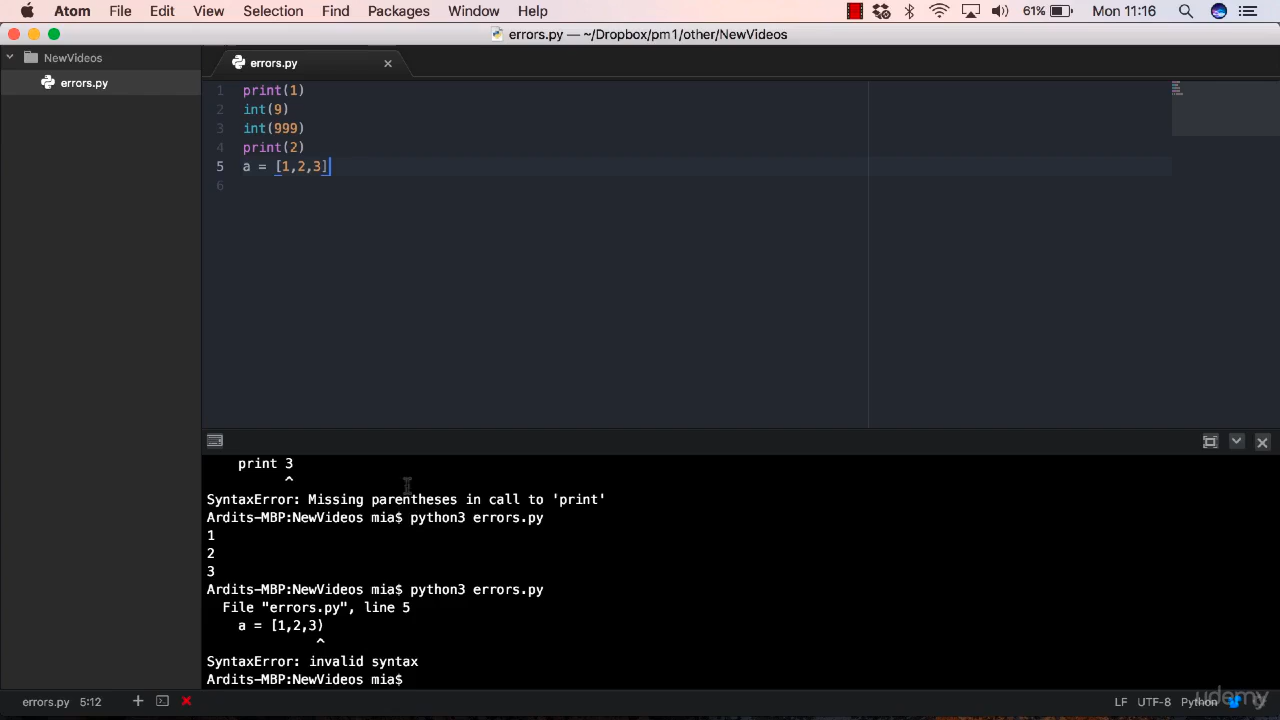 Atom File Edit View Selection Find Packages Window Help 61% Mon 11:16
errors.py — ~/Dropbox/pm1/other/NewVideos
NewVideos
errors.py
errors.py
1 print(1)
2 int(9)
3 int(999)
4 print(2)
5 a = [1,2,3]
6
print 3
^
SyntaxError: Missing parentheses in call to 'print'
Ardits-MBP:NewVideos mia$ python3 errors.py
1
2
3
Ardits-MBP:NewVideos mia$ python3 errors.py
File "errors.py", line 5
a = [1,2,3)
^
SyntaxError: invalid syntax
Ardits-MBP:NewVideos mia$
errors.py 5:12 LF UTF-8 Python
udemy